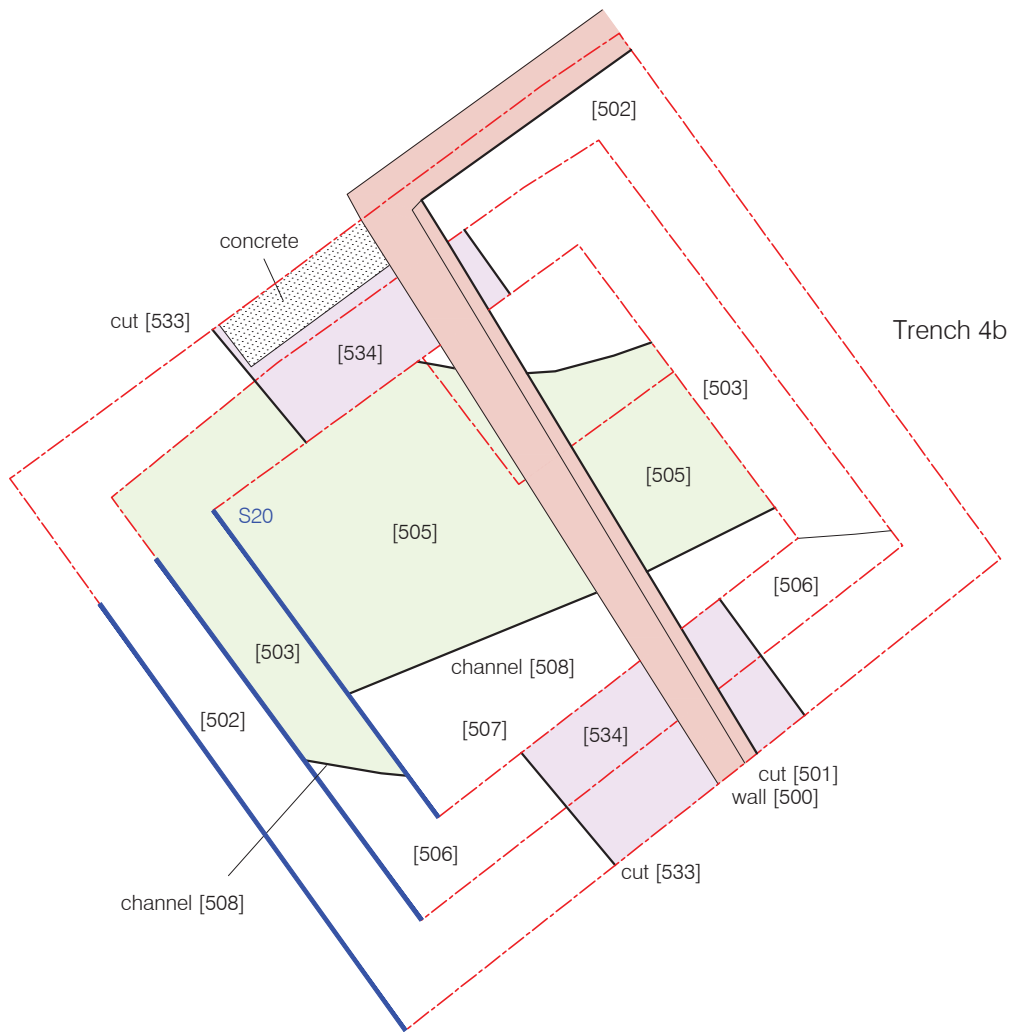 [502]
concrete
cut [533]
Trench 4b
[534]
[503]
[505]
S20
[505]
[506]
[503]
channel [508]
[502]
[507]
[534]
cut [501]
wall [500]
[506]
cut [533]
channel [508]